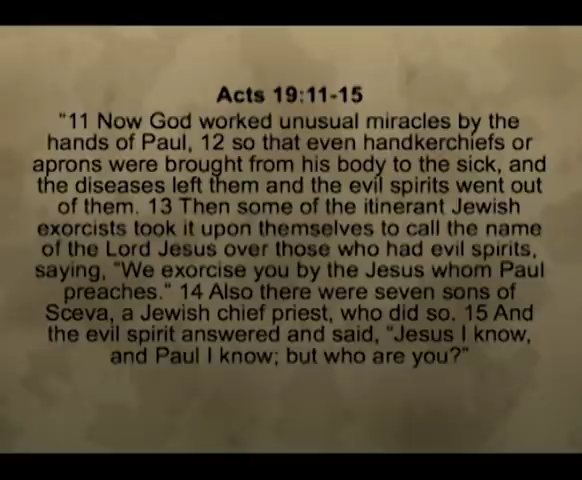 Acts 19:11-15
"11 Now God worked unusual miracles by the
hands of Paul, 12 so that even handkerchiefs or
aprons were brought from his body to the sick, and
the diseases left them and the evil spirits went out
of them. 13 Then some of the itinerant Jewish
exorcists took it upon themselves to call the name
of the Lord Jesus over those who had evil spirits,
saying, "We exorcise you by the Jesus whom Paul
preaches." 14 Also there were seven sons of
Sceva, a Jewish chief priest, who did so. 15 And
the evil spirit answered and said, "Jesus I know,
and Paul I know; but who are you?"